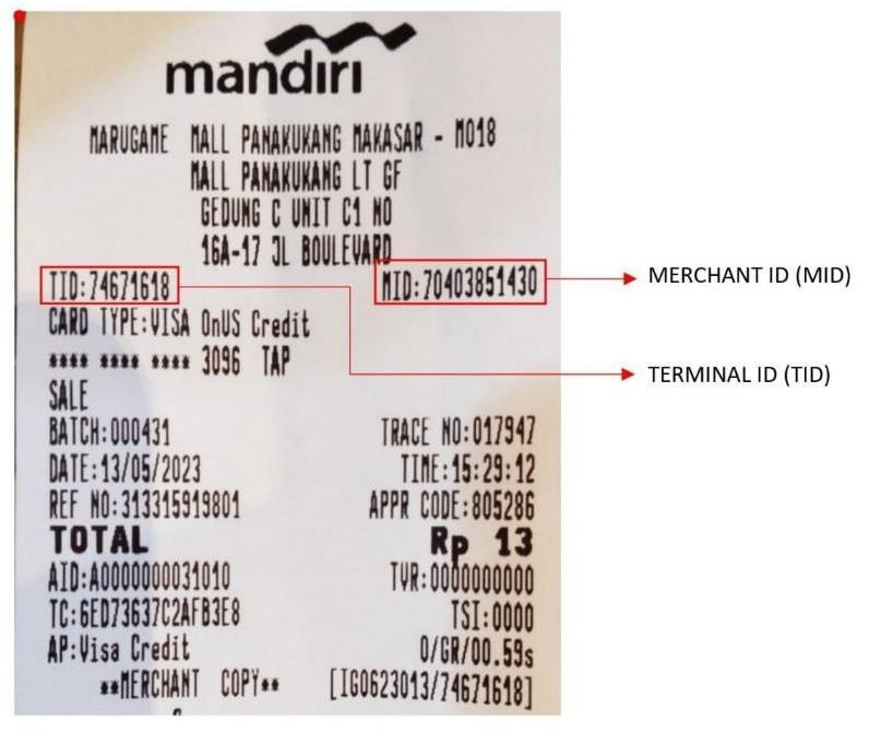 mandırı
MARUGAME MALL PANAKUKANG MAKASAR - M018
MALL PANAKUKANG LT GF
GEDUNG C UNIT C1 NO
16A-17 JL BOULEVARD
TID:74671618 MID:70403851430 MERCHANT ID (MID)
CARD TYPE:VISA OnUS Credit
**** **** **** 3096 TAP TERMINAL ID (TID)
SALE
BATCH:000431 TRACE NO:017947
DATE:13/05/2023 TIME:15:29:12
REF NO:313315919801 APPR CODE:805286
TOTAL Rp 13
AID:A0000000031010 TVR:0000000000
TC:6ED73637C2AFB3E8 TSI:0000
AP:Visa Credit 0/GR/00.59s
**MERCHANT COPY** [IG0623013/74671618]